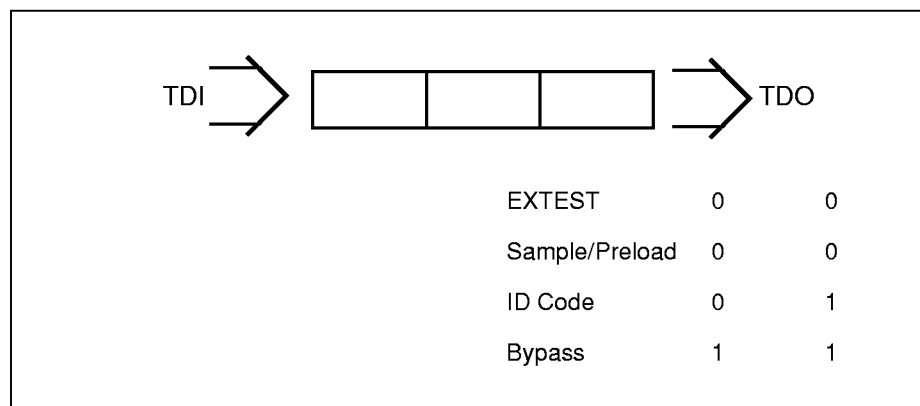 TDI TDO
EXTEST 0 0
Sample/Preload 0 0
ID Code 0 1
Bypass 1 1